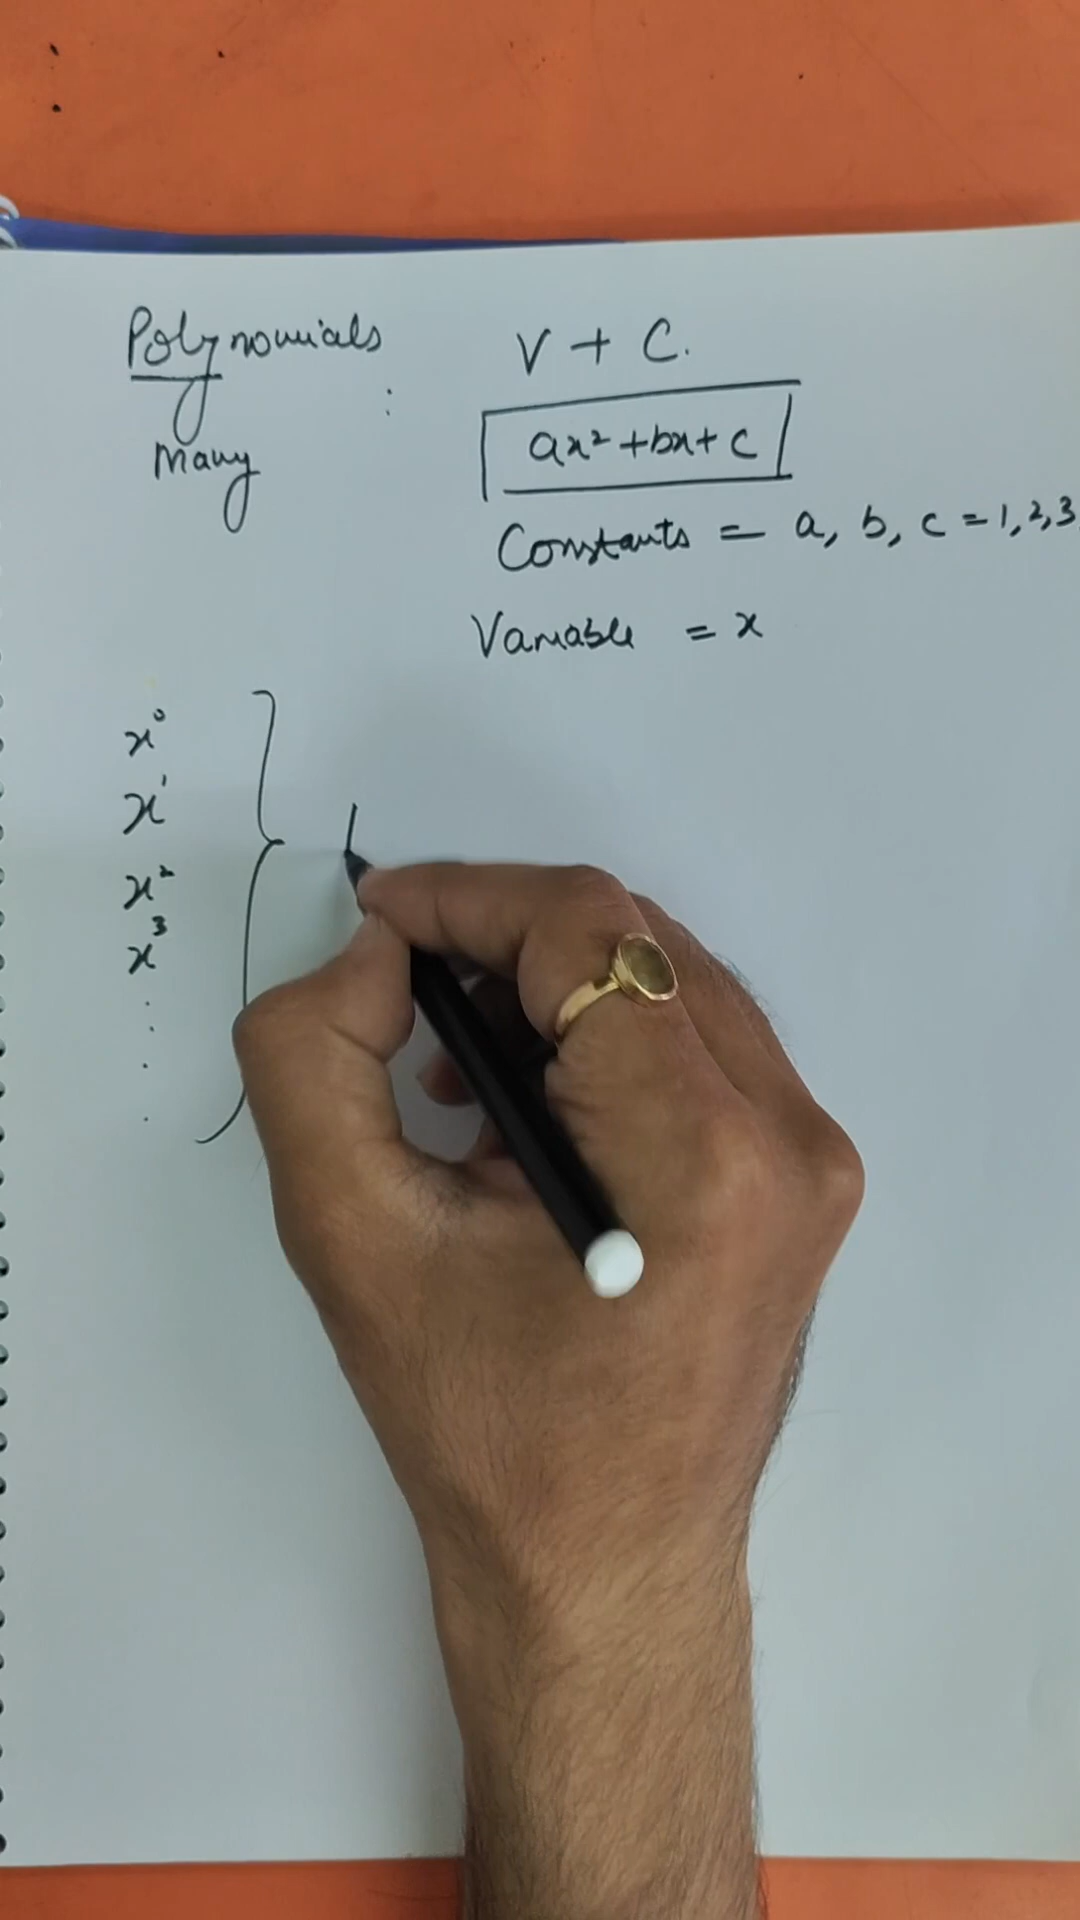 Polynomials :
Many
V + C.
ax² + bx + c
Constants = a, b, c = 1, 2, 3
Variable = x
x⁰
x¹
x²
x³
.
.
.
.